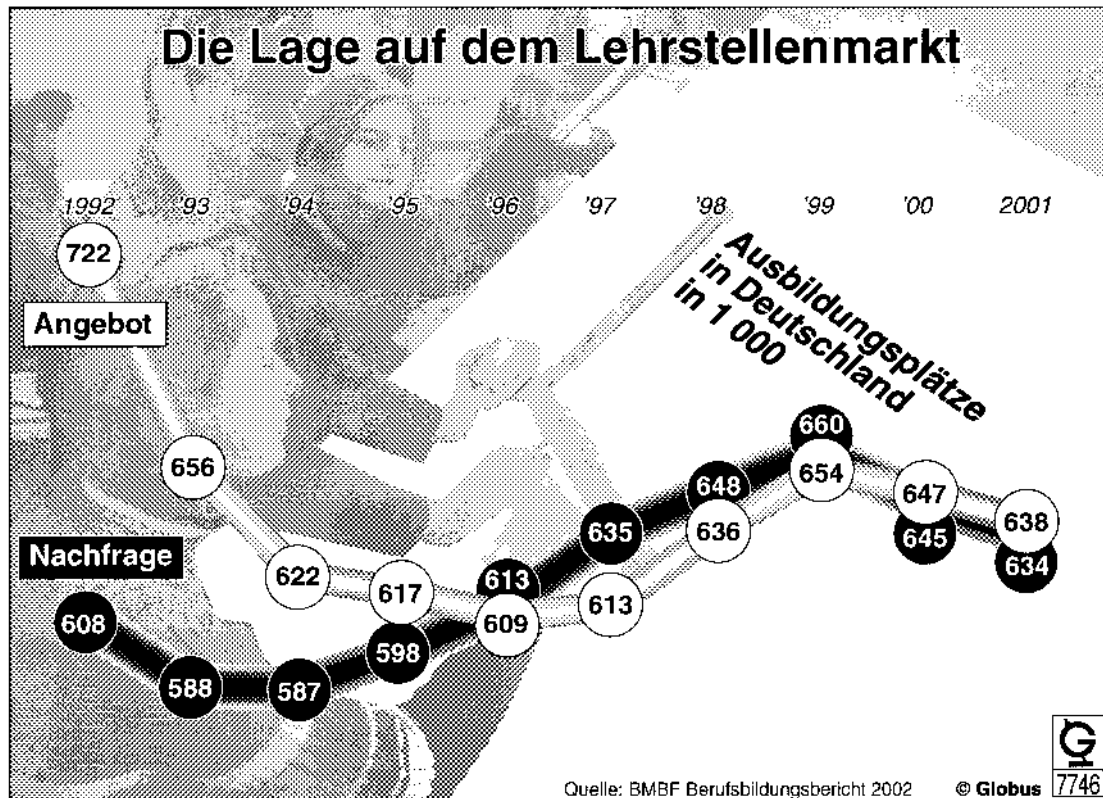 Die Lage auf dem Lehrstellenmarkt
1992 '93 '94 '95 '96 '97 '98 '99 '00 2001
Ausbildungsplätze
in Deutschland
in 1 000
Angebot
722 656 622 617 609 613 636 654 647 638
Nachfrage
608 588 587 598 613 635 648 660 645 634
Quelle: BMBF Berufsbildungsbericht 2002 © Globus
G
7746